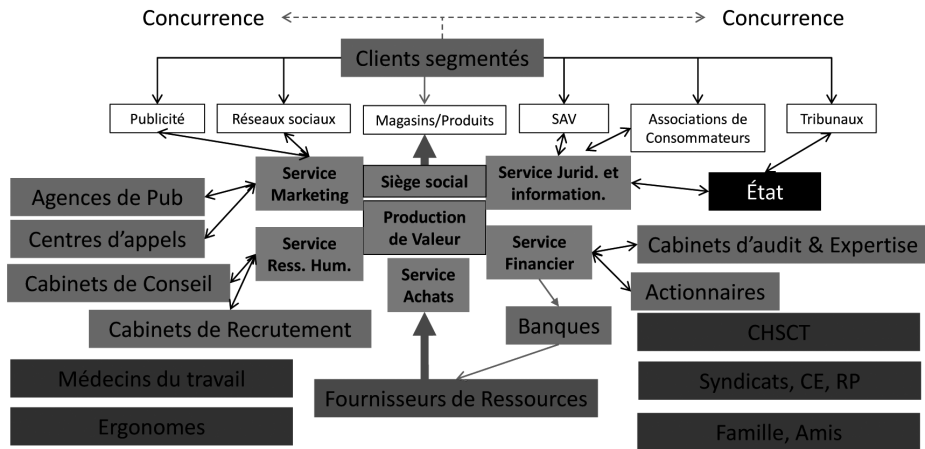 Concurrence
Concurrence
Clients segmentés
Publicité
Réseaux sociaux
Magasins/Produits
SAV
Associations de
Consommateurs
Tribunaux
Service
Marketing
Siège social
Service Jurid. et
information.
État
Agences de Pub
Centres d'appels
Production
de Valeur
Service
Ress. Hum.
Service
Financier
Cabinets d'audit & Expertise
Cabinets de Conseil
Service
Achats
Actionnaires
Cabinets de Recrutement
Banques
CHSCT
Médecins du travail
Fournisseurs de Ressources
Syndicats, CE, RP
Ergonomes
Famille, Amis